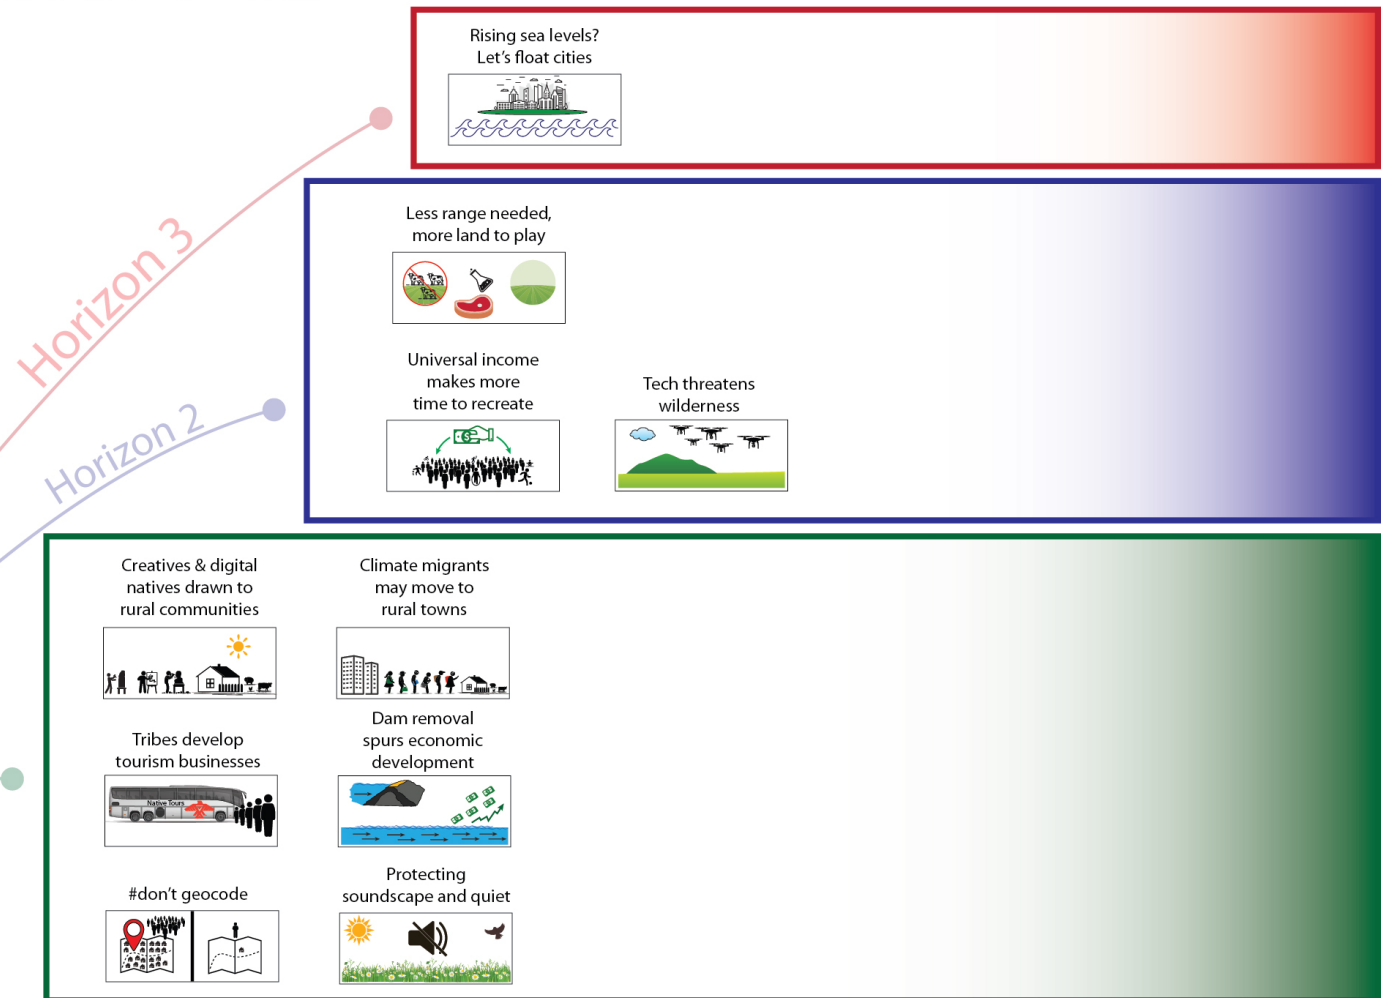 Rising sea levels?
Let's float cities
Horizon 3
Less range needed,
more land to play
Universal income
makes more
time to recreate
Tech threatens
wilderness
Horizon 2
Creatives & digital
natives drawn to
rural communities
Climate migrants
may move to
rural towns
Tribes develop
tourism businesses
Native Tours
Dam removal
spurs economic
development
#don't geocode
Protecting
soundscape and quiet